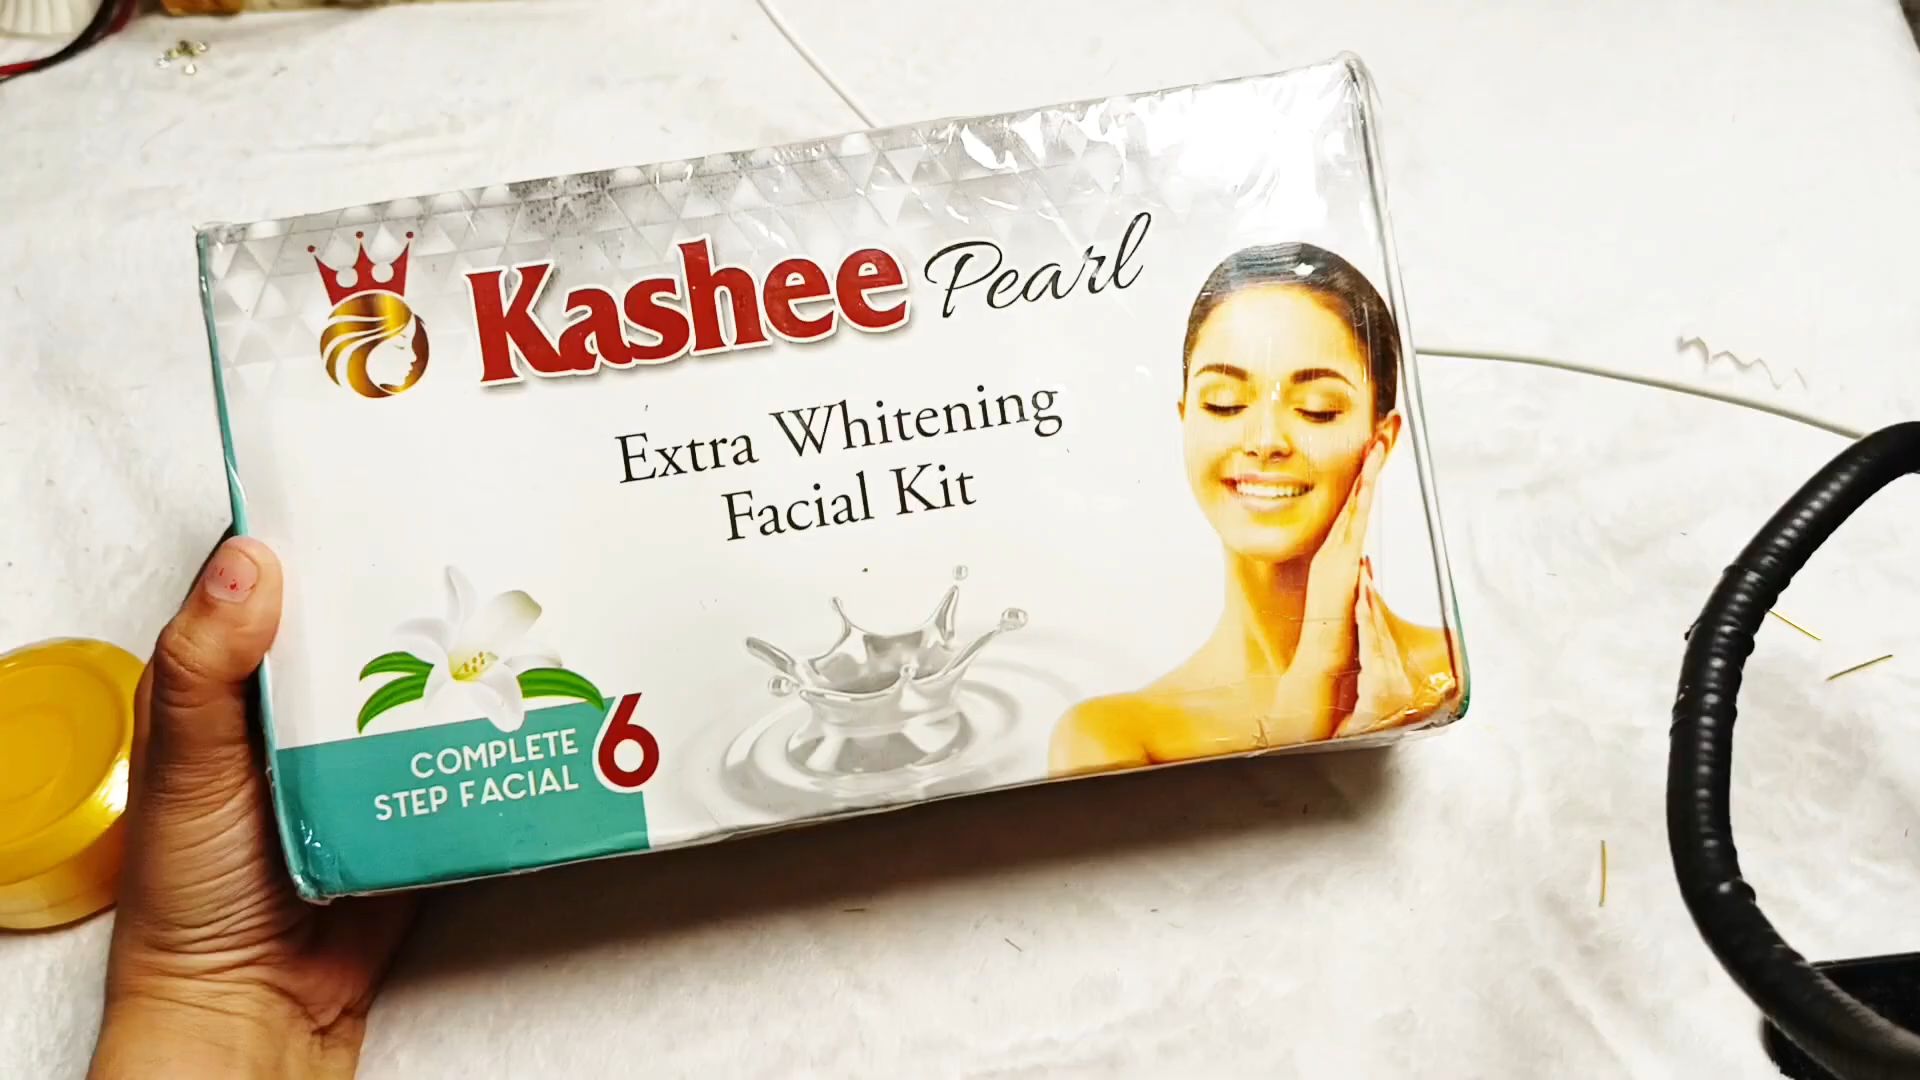 Kashee Pearl
Extra Whitening
Facial Kit
COMPLETE 6
STEP FACIAL